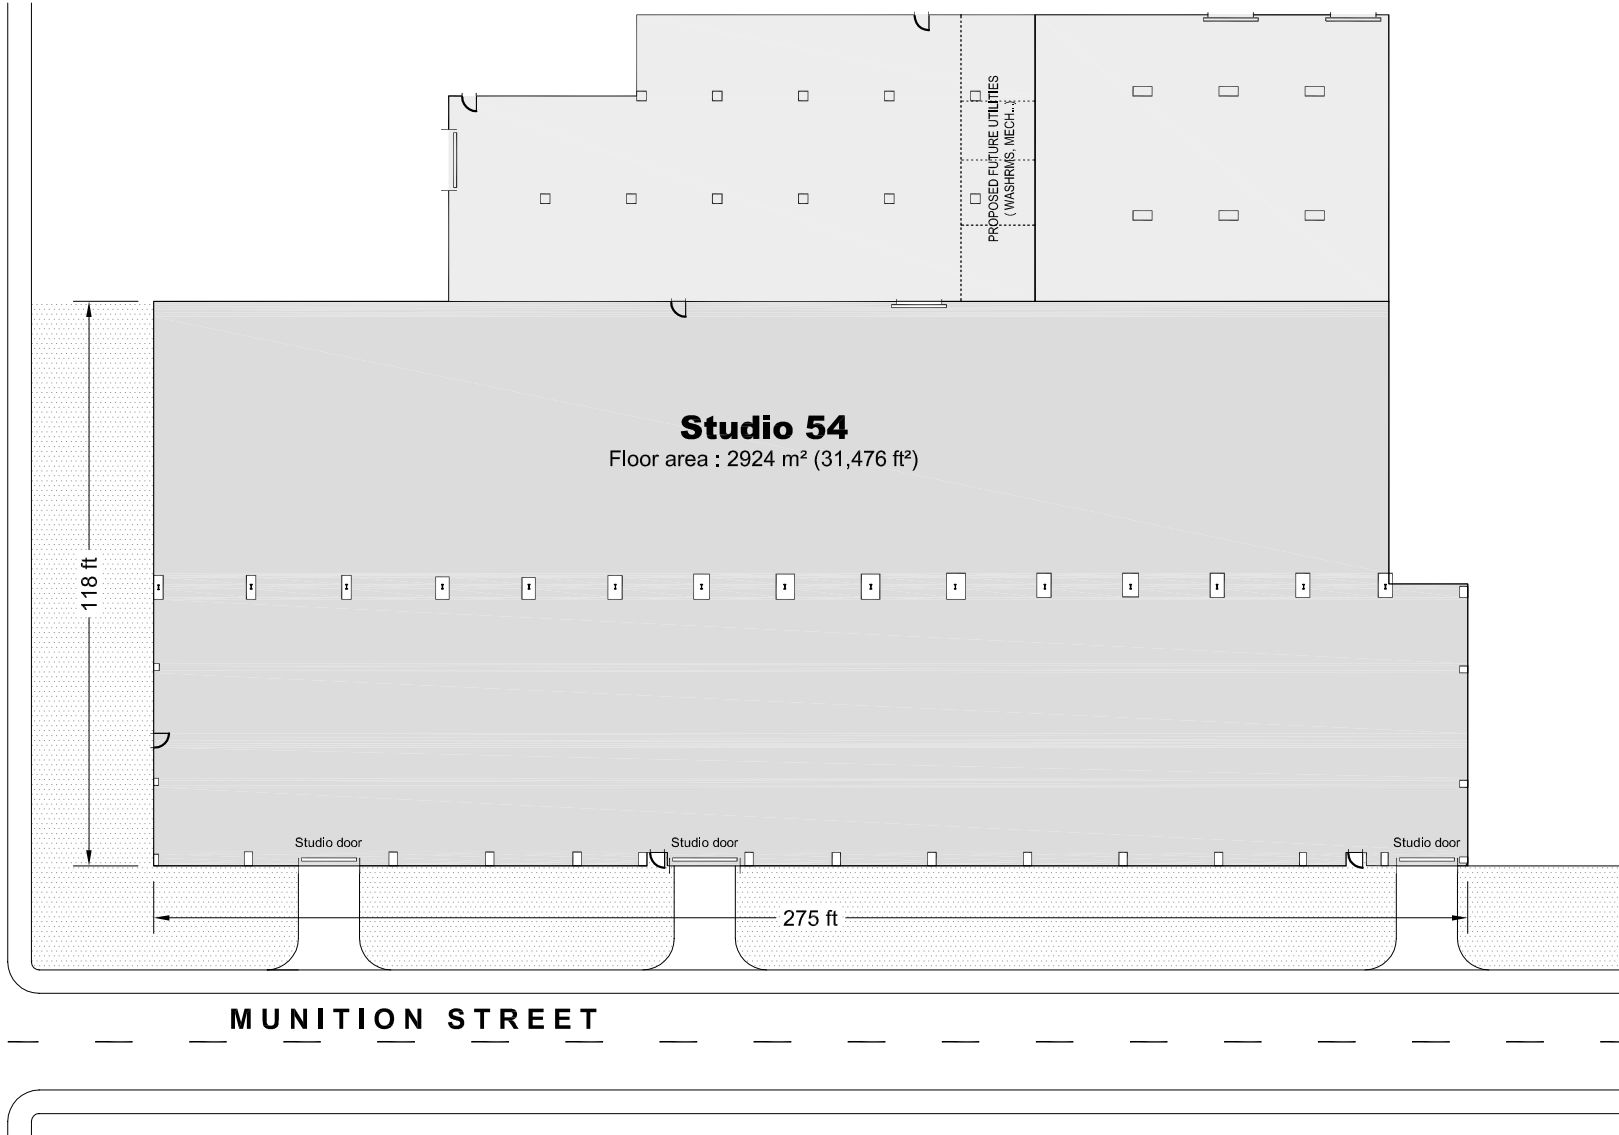 PROPOSED FUTURE UTILITIES
( WASHRMS, MECH...)
Studio 54
Floor area : 2924 m² (31,476 ft²)
118 ft
Studio door
Studio door
Studio door
275 ft
MUNITION STREET